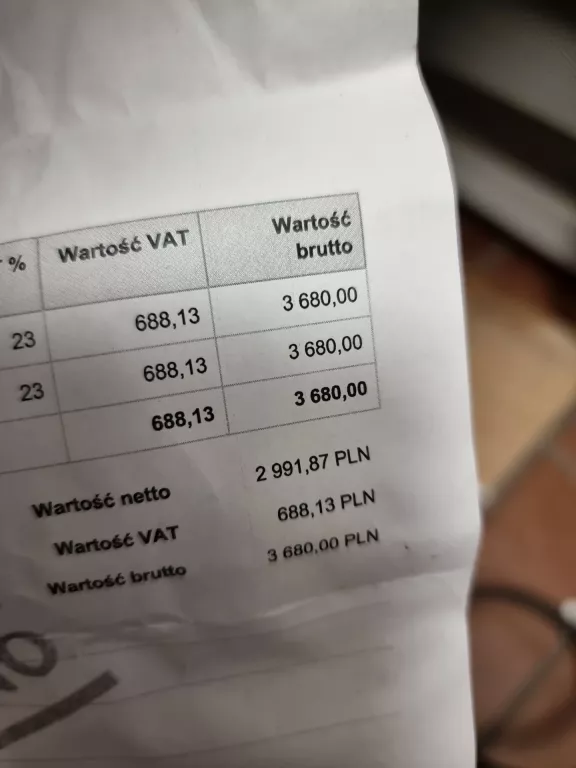 % Wartość VAT Wartość
brutto
23 688,13 3 680,00
23 688,13 3 680,00
688,13 3 680,00
Wartość netto 2 991,87 PLN
Wartość VAT 688,13 PLN
Wartość brutto 3 680,00 PLN